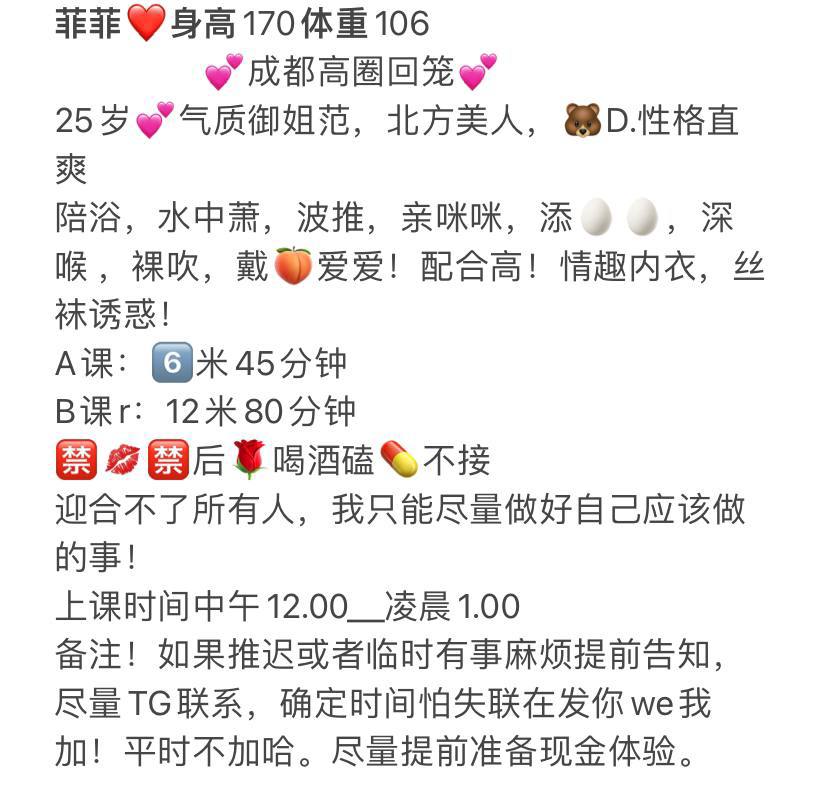 菲菲❤️身高170体重106
💕成都高圈回笼💕
25岁💕气质御姐范，北方美人，🐻D.性格直
爽
陪浴，水中萧，波推，亲咪咪，添🥚🥚，深
喉，裸吹，戴🍑爱爱！配合高！情趣内衣，丝
袜诱惑！
A课：6️⃣米45分钟
B课r：12米80分钟
🈲💋🈲后🌹喝酒磕💊不接
迎合不了所有人，我只能尽量做好自己应该做
的事！
上课时间中午12.00__凌晨1.00
备注！如果推迟或者临时有事麻烦提前告知，
尽量TG联系，确定时间怕失联在发你we我
加！平时不加哈。尽量提前准备现金体验。